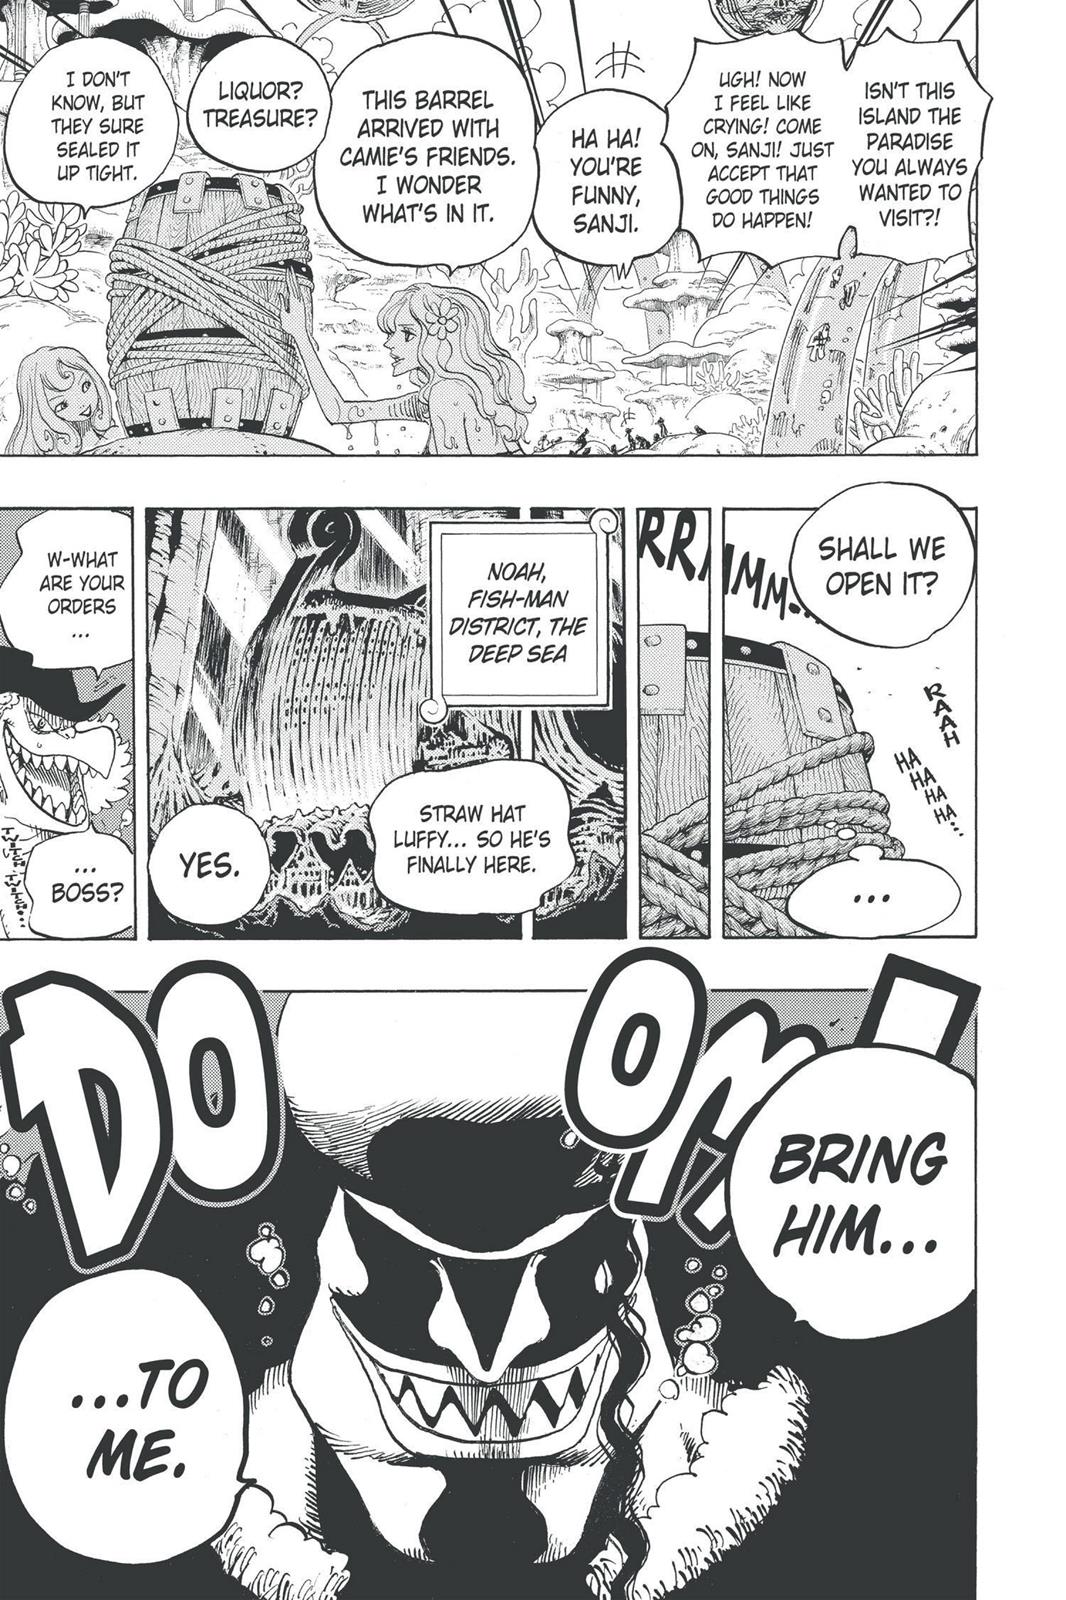 ISN'T THIS
ISLAND THE
PARADISE
YOU ALWAYS
WANTED TO
VISIT?!
UGH! NOW
I FEEL LIKE
CRYING! COME
ON, SANJI! JUST
ACCEPT THAT
GOOD THINGS
DO HAPPEN!
HA HA!
YOU'RE
FUNNY,
SANJI.
THIS BARREL
ARRIVED WITH
CAMIE'S FRIENDS.
I WONDER
WHAT'S IN IT.
LIQUOR?
TREASURE?
I DON'T
KNOW, BUT
THEY SURE
SEALED IT
UP TIGHT.
SHALL WE
OPEN IT?
RAAH
HA
HA
HA
HA...
...
NOAH,
FISH-MAN
DISTRICT, THE
DEEP SEA
STRAW HAT
LUFFY... SO HE'S
FINALLY HERE.
YES.
W-WHAT
ARE YOUR
ORDERS
...
...
BOSS?
BRING
HIM...
DO
...TO
ME.